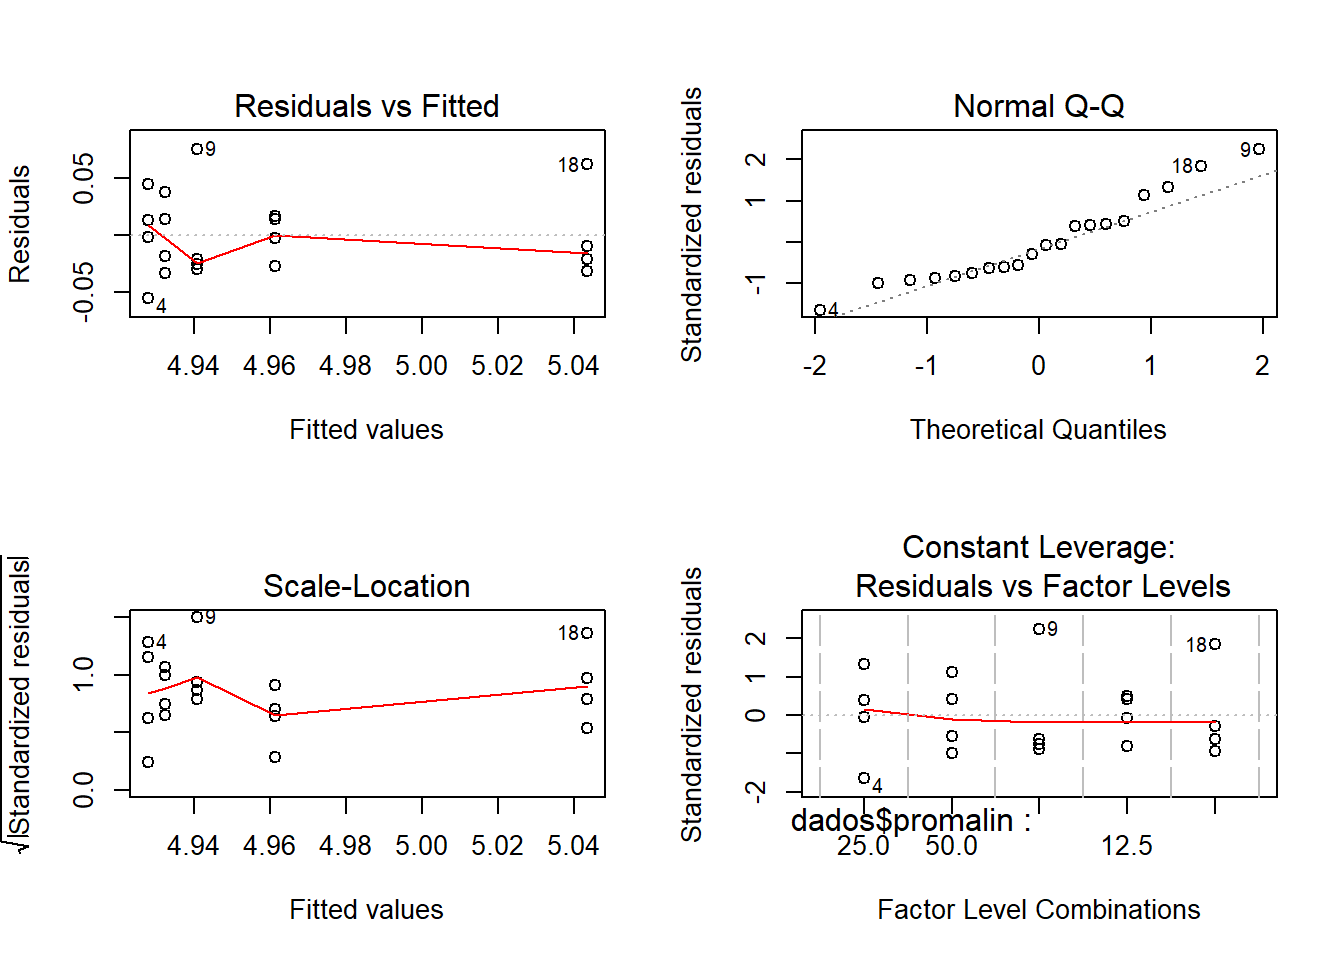 Residuals vs Fitted
Residuals
0.05
-0.05
9
18
4
4.94 4.96 4.98 5.00 5.02 5.04
Fitted values
Normal Q-Q
Standardized residuals
2
1
-1
18
9
4
-2 -1 0 1 2
Theoretical Quantiles
Scale-Location
√|Standardized residuals|
1.0
0.0
4
9
18
4.94 4.96 4.98 5.00 5.02 5.04
Fitted values
Constant Leverage:
Residuals vs Factor Levels
Standardized residuals
2
0
-2
9
18
4
dados$promalin :
25.0 50.0 12.5
Factor Level Combinations